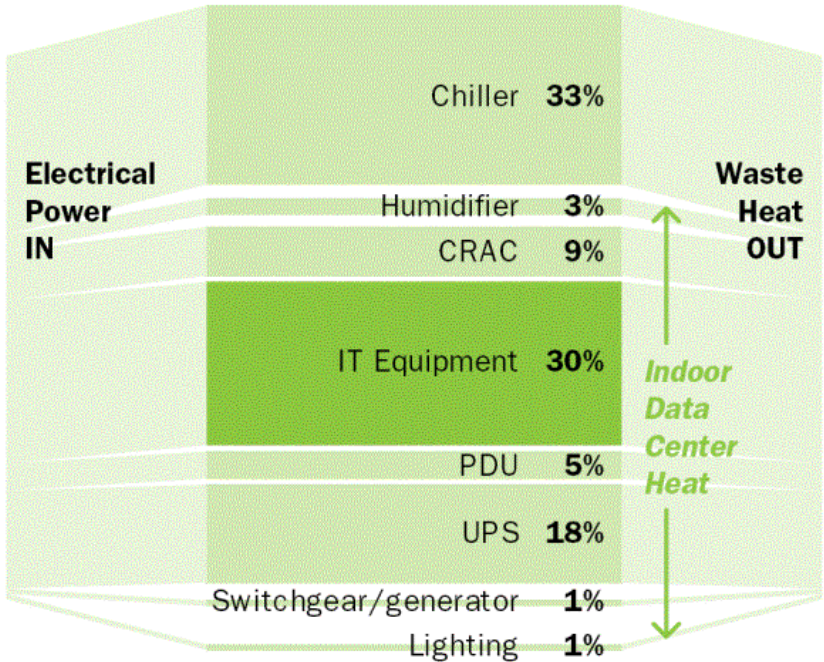 Chiller 33%
Electrical
Power
IN
Waste
Heat
OUT
Humidifier 3%
CRAC 9%
IT Equipment 30%
Indoor
Data
Center
Heat
PDU 5%
UPS 18%
Switchgear/generator 1%
Lighting 1%